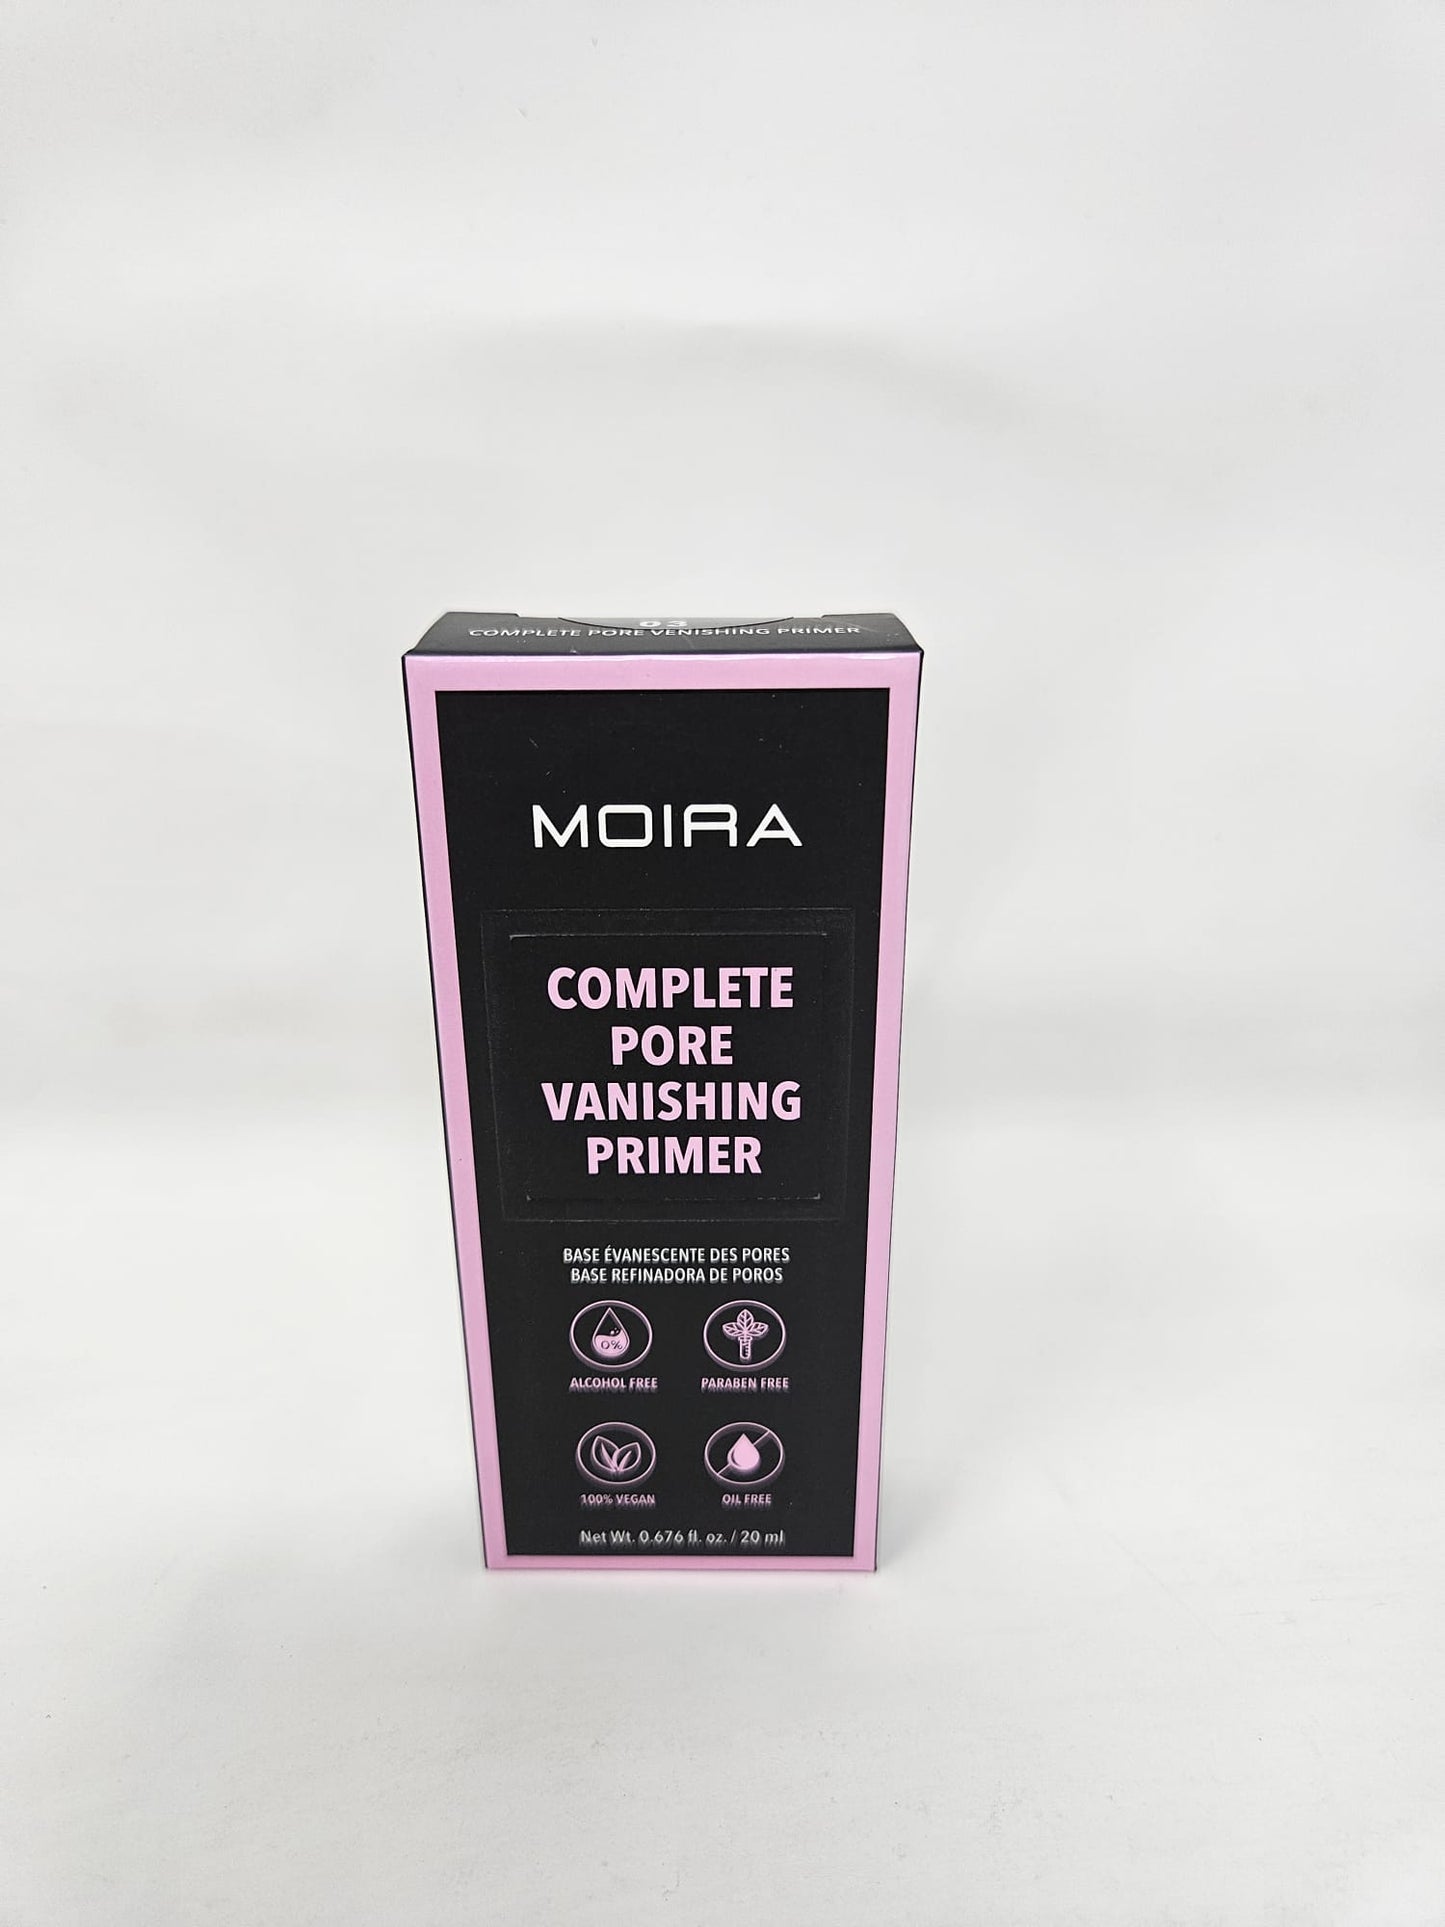 03
COMPLETE PORE VENISHING PRIMER
MOIRA
COMPLETE
PORE
VANISHING
PRIMER
BASE ÉVANESCENTE DES PORES
BASE REFINADORA DE POROS
0%
ALCOHOL FREE
PARABEN FREE
100% VEGAN
OIL FREE
Net Wt. 0.676 fl. oz. / 20 ml